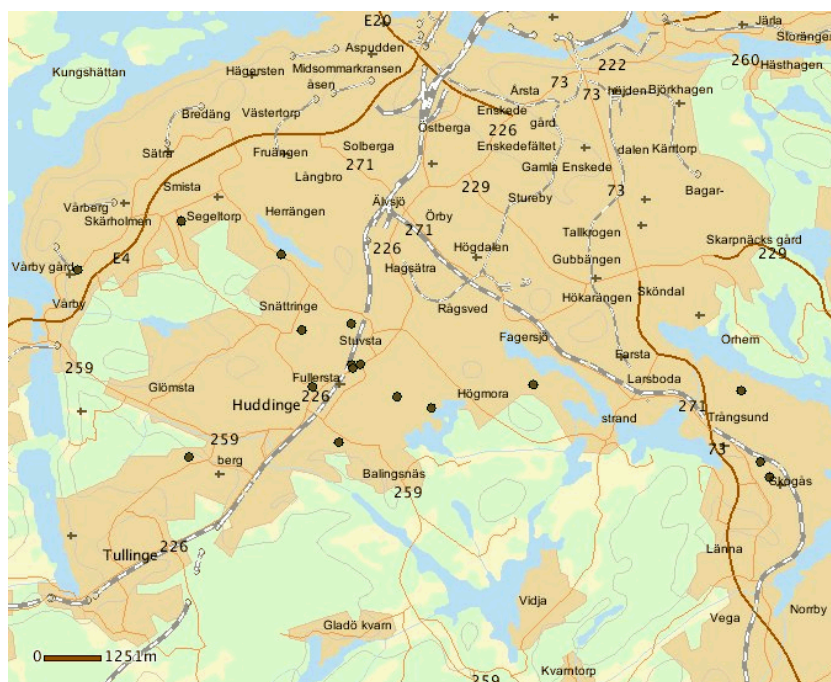 E20
Järla
Storängen
Aspudden
222
260
Hästhagen
Kungshättan
Hägersten
Midsommarkransen
åsen
73
73
höjden
Björkhagen
Årsta
Bredäng
Västertorp
Enskede
gård
226
Östberga
Enskedefältet
dalen
Kärrtorp
Sätra
Fruängen
Solberga
271
Gamla Enskede
Långbro
Smista
229
73
Bagar-
Stureby
Vårberg
Skärholmen
Segeltorp
Herrängen
Älvsjö
Örby
271
Tallkrogen
Skarpnäcks gård
226
Högdalen
229
Vårby gård
E4
Hagsätra
Gubbängen
Vårby
Snättringe
Rågsved
Hökarängen
Sköndal
Stuvsta
Fagersjö
Orhem
259
Farsta
Glömsta
Fullersta
Larsboda
226
Högmora
Huddinge
271
Trångsund
strand
259
73
berg
Balingsnäs
Skogås
259
Tullinge
226
Länna
Vidja
Norrby
Vega
Gladö kvarn
0
1251m
Kvarntorp
259